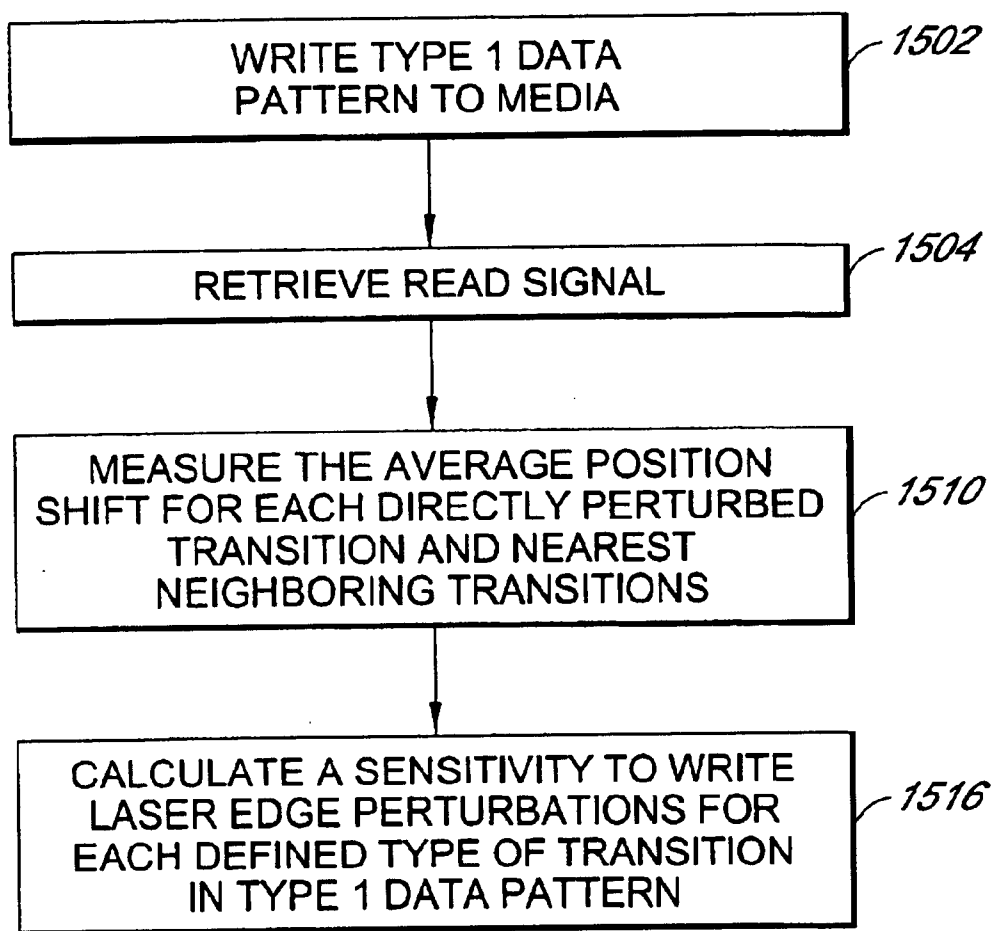 WRITE TYPE 1 DATA
PATTERN TO MEDIA
1502
RETRIEVE READ SIGNAL
1504
MEASURE THE AVERAGE POSITION
SHIFT FOR EACH DIRECTLY PERTURBED
TRANSITION AND NEAREST
NEIGHBORING TRANSITIONS
1510
CALCULATE A SENSITIVITY TO WRITE
LASER EDGE PERTURBATIONS FOR
EACH DEFINED TYPE OF TRANSITION
IN TYPE 1 DATA PATTERN
1516